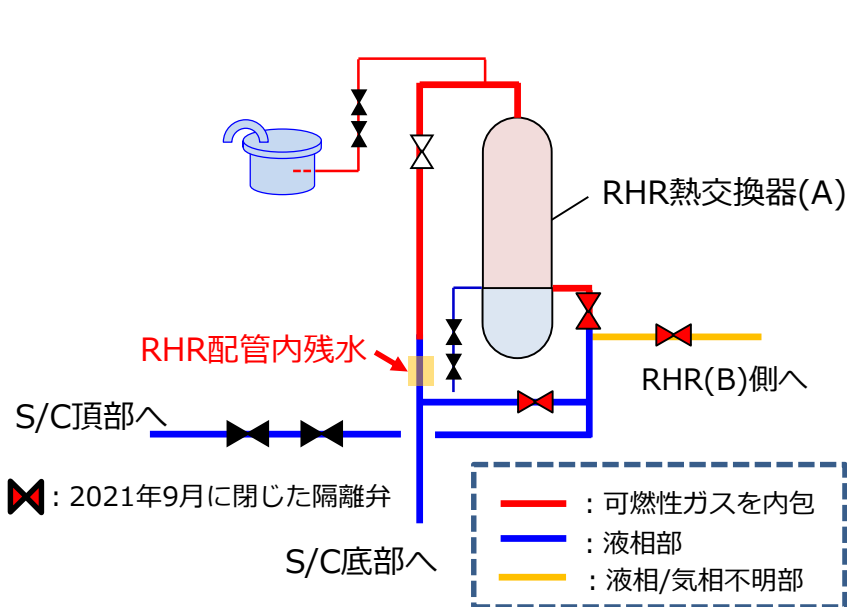 RHR熱交換器(A)
RHR配管内残水
RHR(B)側へ
S/C頂部へ
：2021年9月に閉じた隔離弁
S/C底部へ
：可燃性ガスを内包
：液相部
：液相/気相不明部